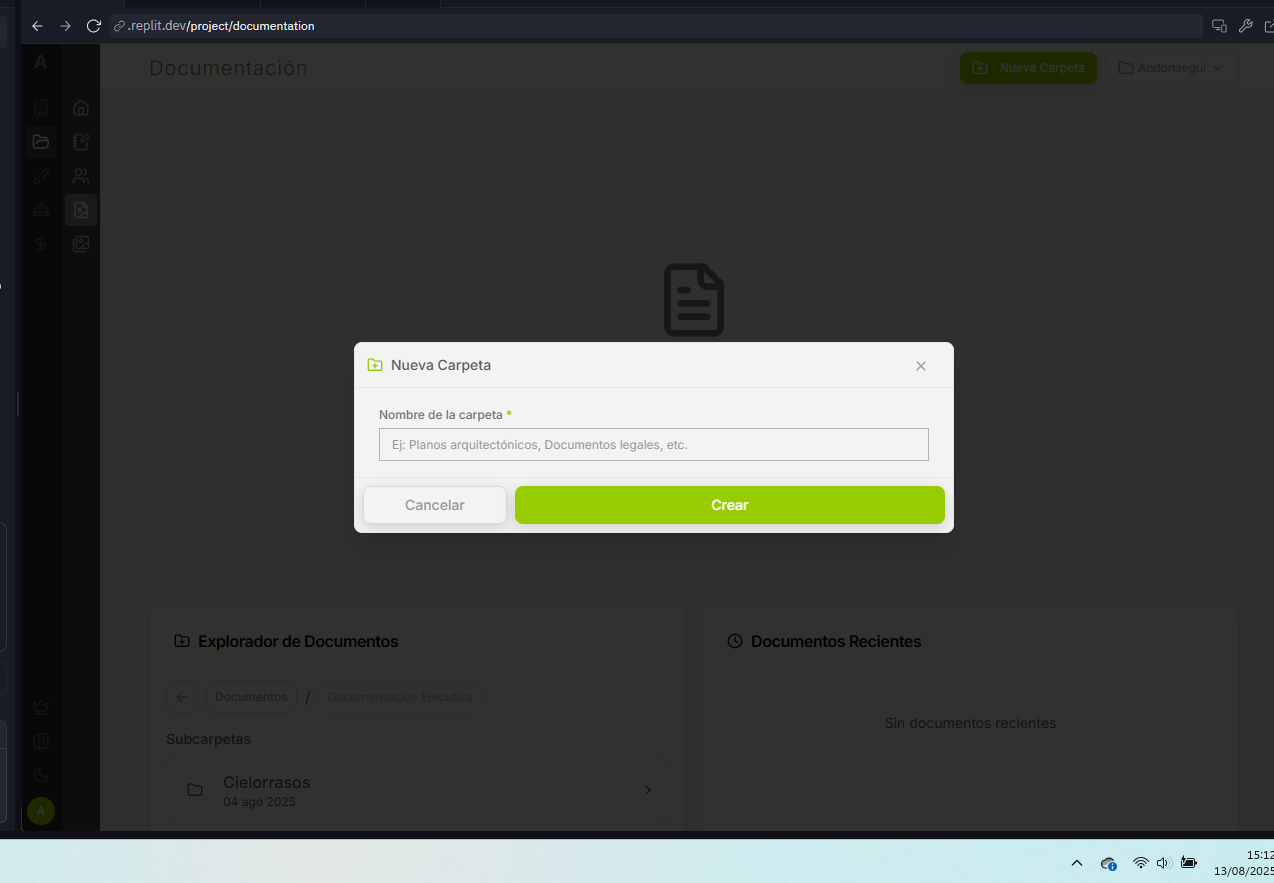 .replit.dev/project/documentation
A
Documentación
Nueva Carpeta
Andonaegui
Nueva Carpeta
Nombre de la carpeta *
Ej: Planos arquitectónicos, Documentos legales, etc.
Cancelar
Crear
Explorador de Documentos
Documentos / Documentación Ejecutiva
Subcarpetas
Cielorrasos
04 ago 2025
Documentos Recientes
Sin documentos recientes
A
15:12
13/08/2025